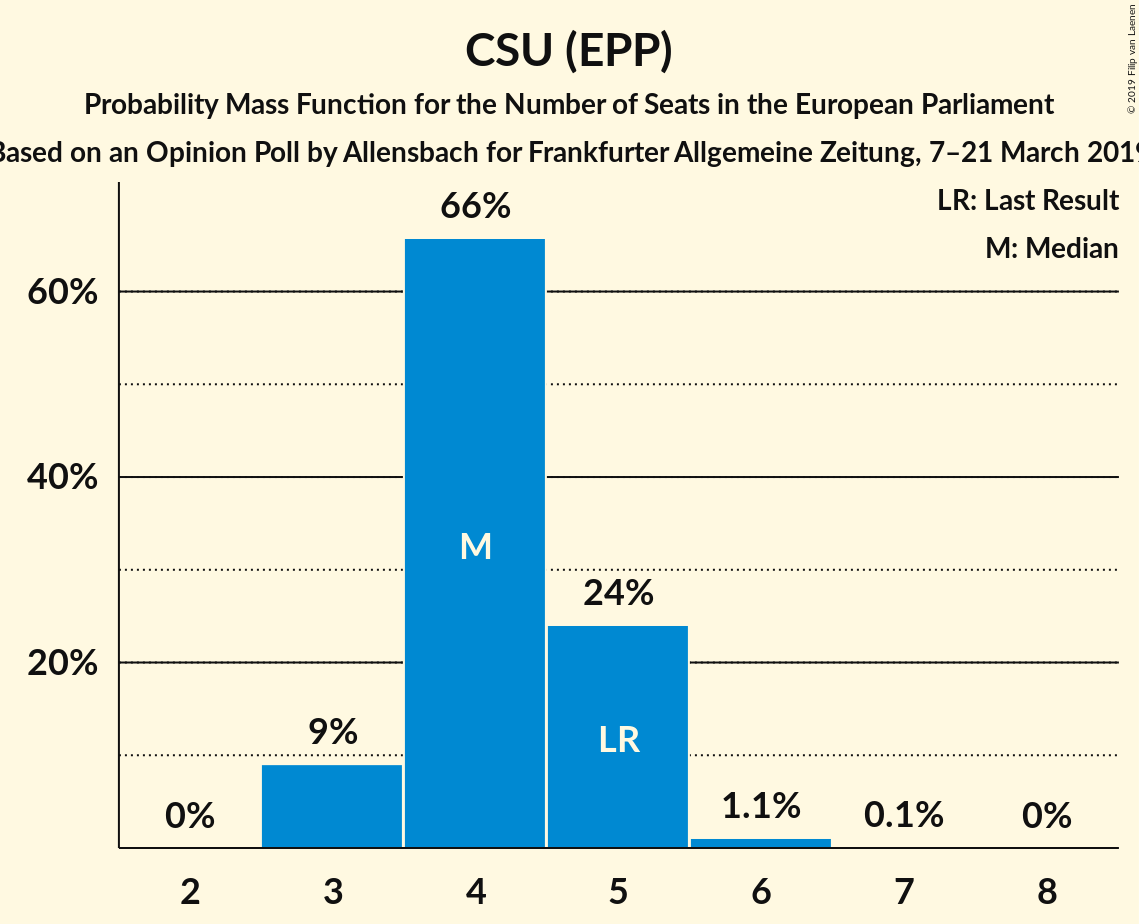 CSU (EPP)
Probability Mass Function for the Number of Seats in the European Parliament
Based on an Opinion Poll by Allensbach for Frankfurter Allgemeine Zeitung, 7–21 March 2019
© 2019 Filip van Laenen
LR: Last Result
M: Median
66%
60%
40%
M
24%
20%
9%
LR
0%
1.1%
0.1%
0%
2 3 4 5 6 7 8